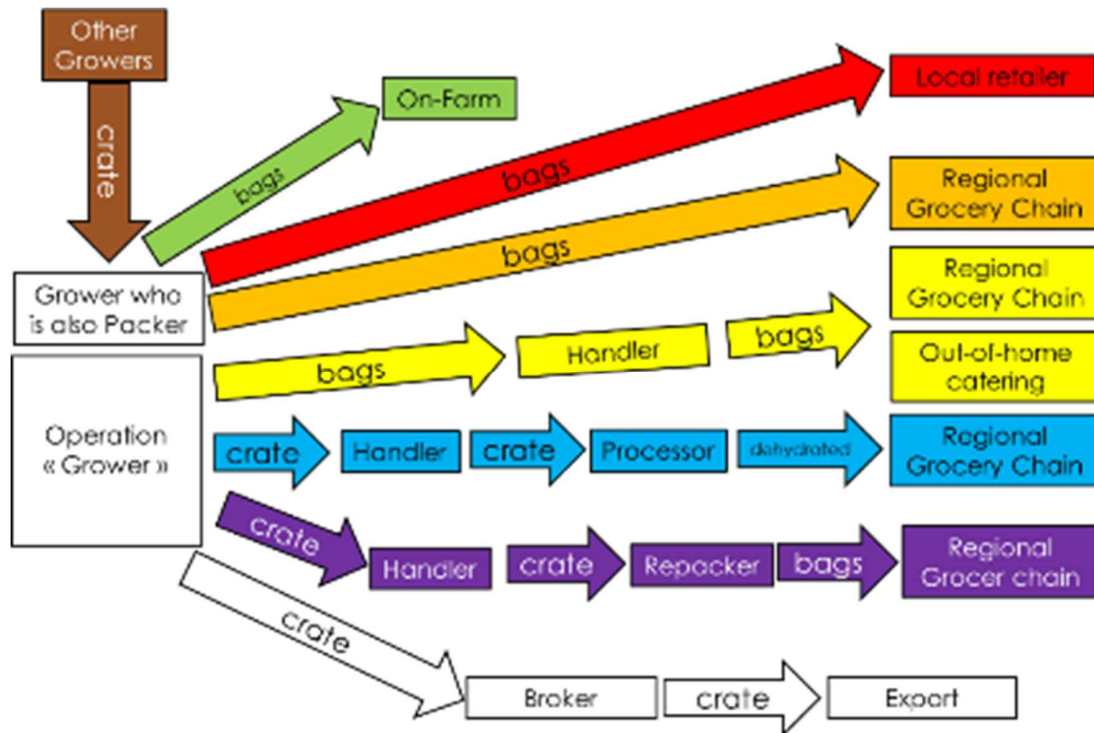 Other
Growers
crate
On-Farm
bags
Local retailer
bags
Regional
Grocery Chain
bags
Grower who
is also Packer
Regional
Grocery Chain
bags
Handler
bags
Out-of-home
catering
Operation
« Grower »
crate
Handler
crate
Processor
dehydrated
Regional
Grocery Chain
crate
Handler
crate
Repacker
bags
Regional
Grocer chain
crate
Broker
crate
Export